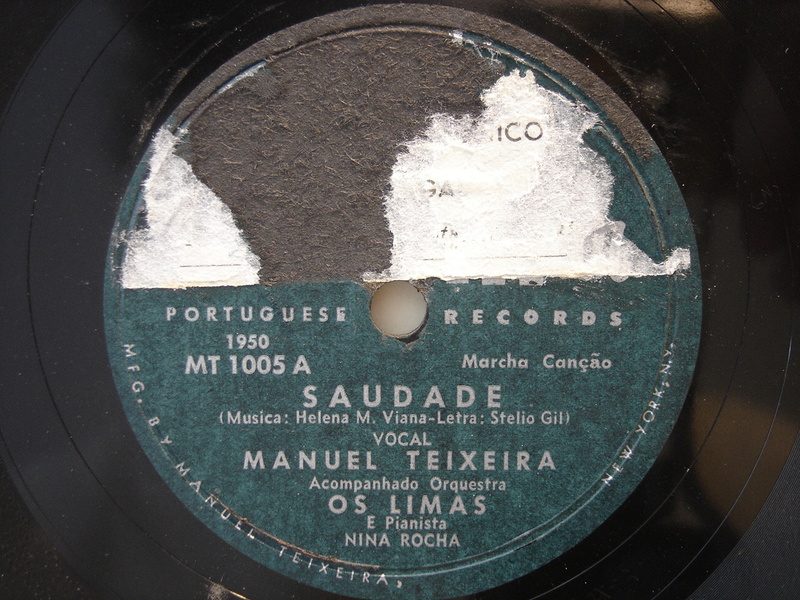 ICO
GA
PORTUGUESE RECORDS
1950
MT 1005 A
Marcha Canção
SAUDADE
(Musica: Helena M. Viana-Letra: Stelio Gil)
VOCAL
MANUEL TEIXEIRA
Acompanhado Orquestra
OS LIMAS
E Pianista
NINA ROCHA
MFG. BY MANUEL TEIXEIRA, NEW YORK, N.Y.